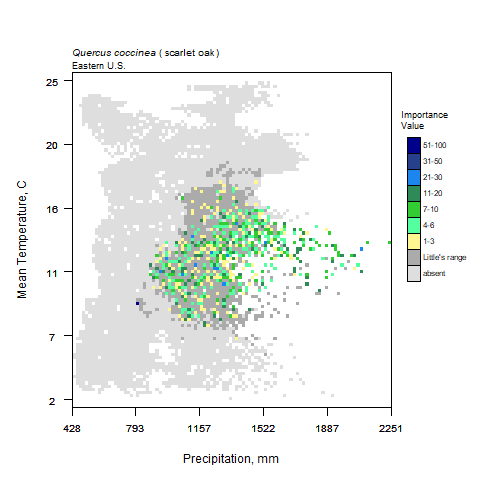 Quercus coccinea ( scarlet oak )
Eastern U.S.
25
20
16
11
7
2
Mean Temperature, C
428 793 1157 1522 1887 2251
Precipitation, mm
Importance
Value
51-100
31-50
21-30
11-20
7-10
4-6
1-3
Little's range
absent